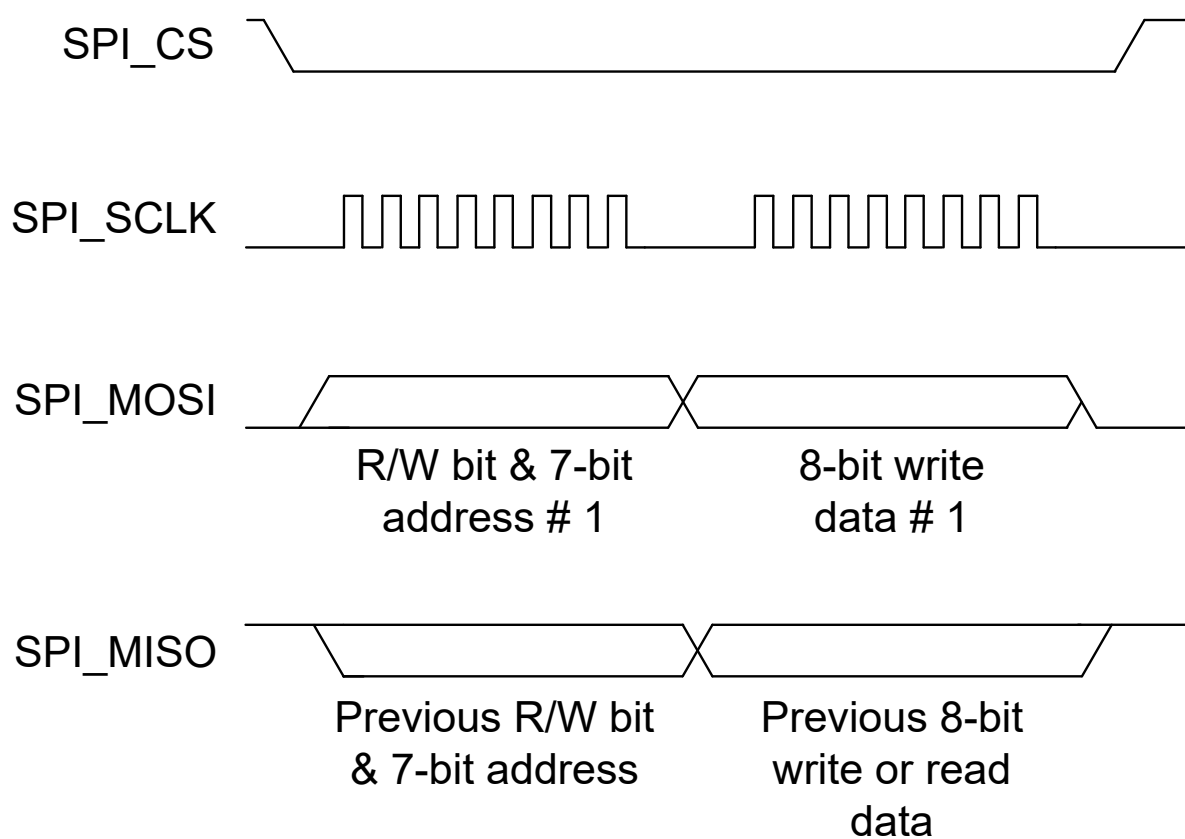 SPI_CS
SPI_SCLK
SPI_MOSI
R/W bit & 7-bit
address # 1
8-bit write
data # 1
SPI_MISO
Previous R/W bit
& 7-bit address
Previous 8-bit
write or read
data